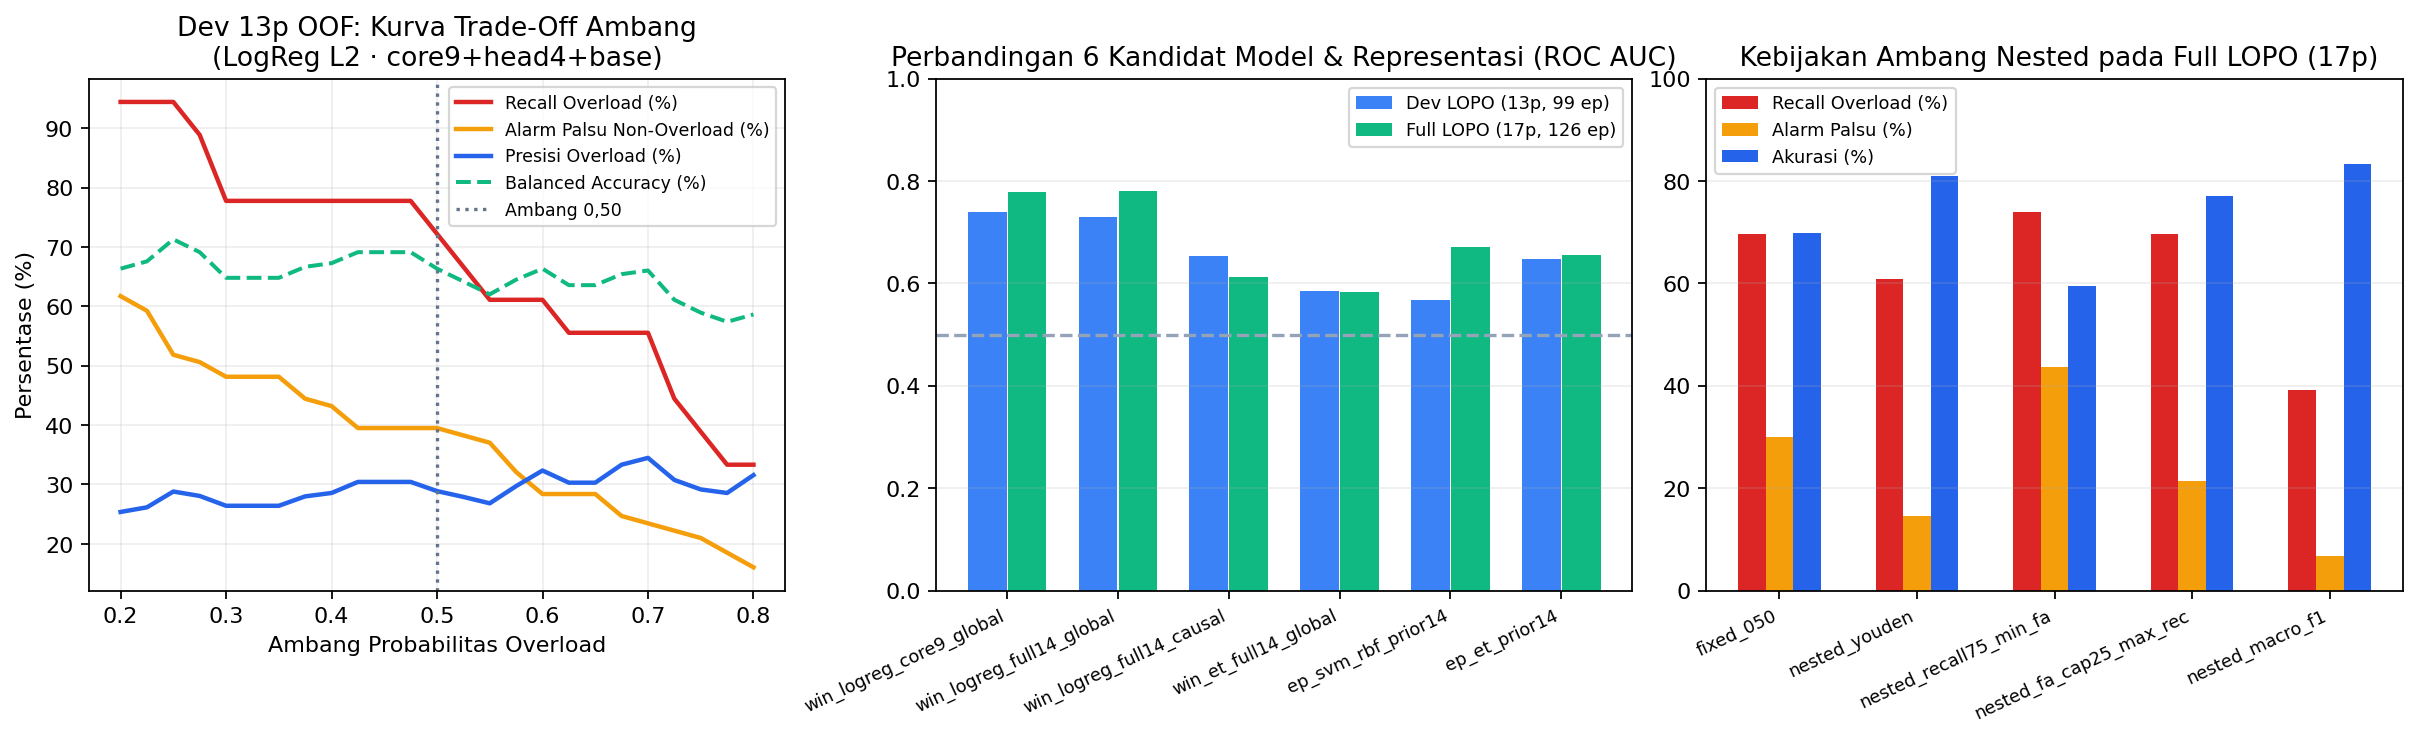 Dev 13p OOF: Kurva Trade-Off Ambang
(LogReg L2 · core9+head4+base)
Persentase (%)
90
80
70
60
50
40
30
20
Recall Overload (%)
Alarm Palsu Non-Overload (%)
Presisi Overload (%)
Balanced Accuracy (%)
Ambang 0,50
0.2 0.3 0.4 0.5 0.6 0.7 0.8
Ambang Probabilitas Overload
Perbandingan 6 Kandidat Model & Representasi (ROC AUC)
1.0
0.8
0.6
0.4
0.2
0.0
Dev LOPO (13p, 99 ep)
Full LOPO (17p, 126 ep)
win_logreg_core9_global
win_logreg_full14_global
win_logreg_full14_causal
win_et_full14_global
ep_svm_rbf_prior14
ep_et_prior14
Kebijakan Ambang Nested pada Full LOPO (17p)
100
80
60
40
20
0
Recall Overload (%)
Alarm Palsu (%)
Akurasi (%)
fixed_050
nested_youden
nested_recall75_min_fa
nested_fa_cap25_max_rec
nested_macro_f1